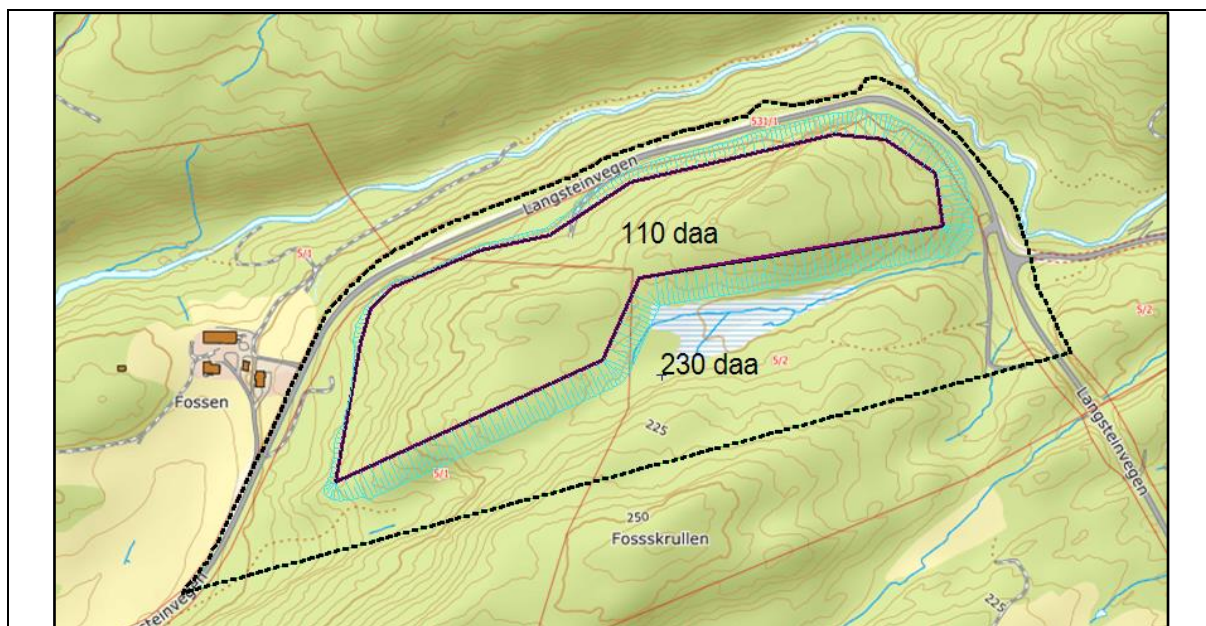 531/1
Langsteinvegen
5/1
110 daa
5/2
230 daa
5/2
Fossen
225
5/1
Langsteinvegen
250
Fossskrullen
steinvegen
225